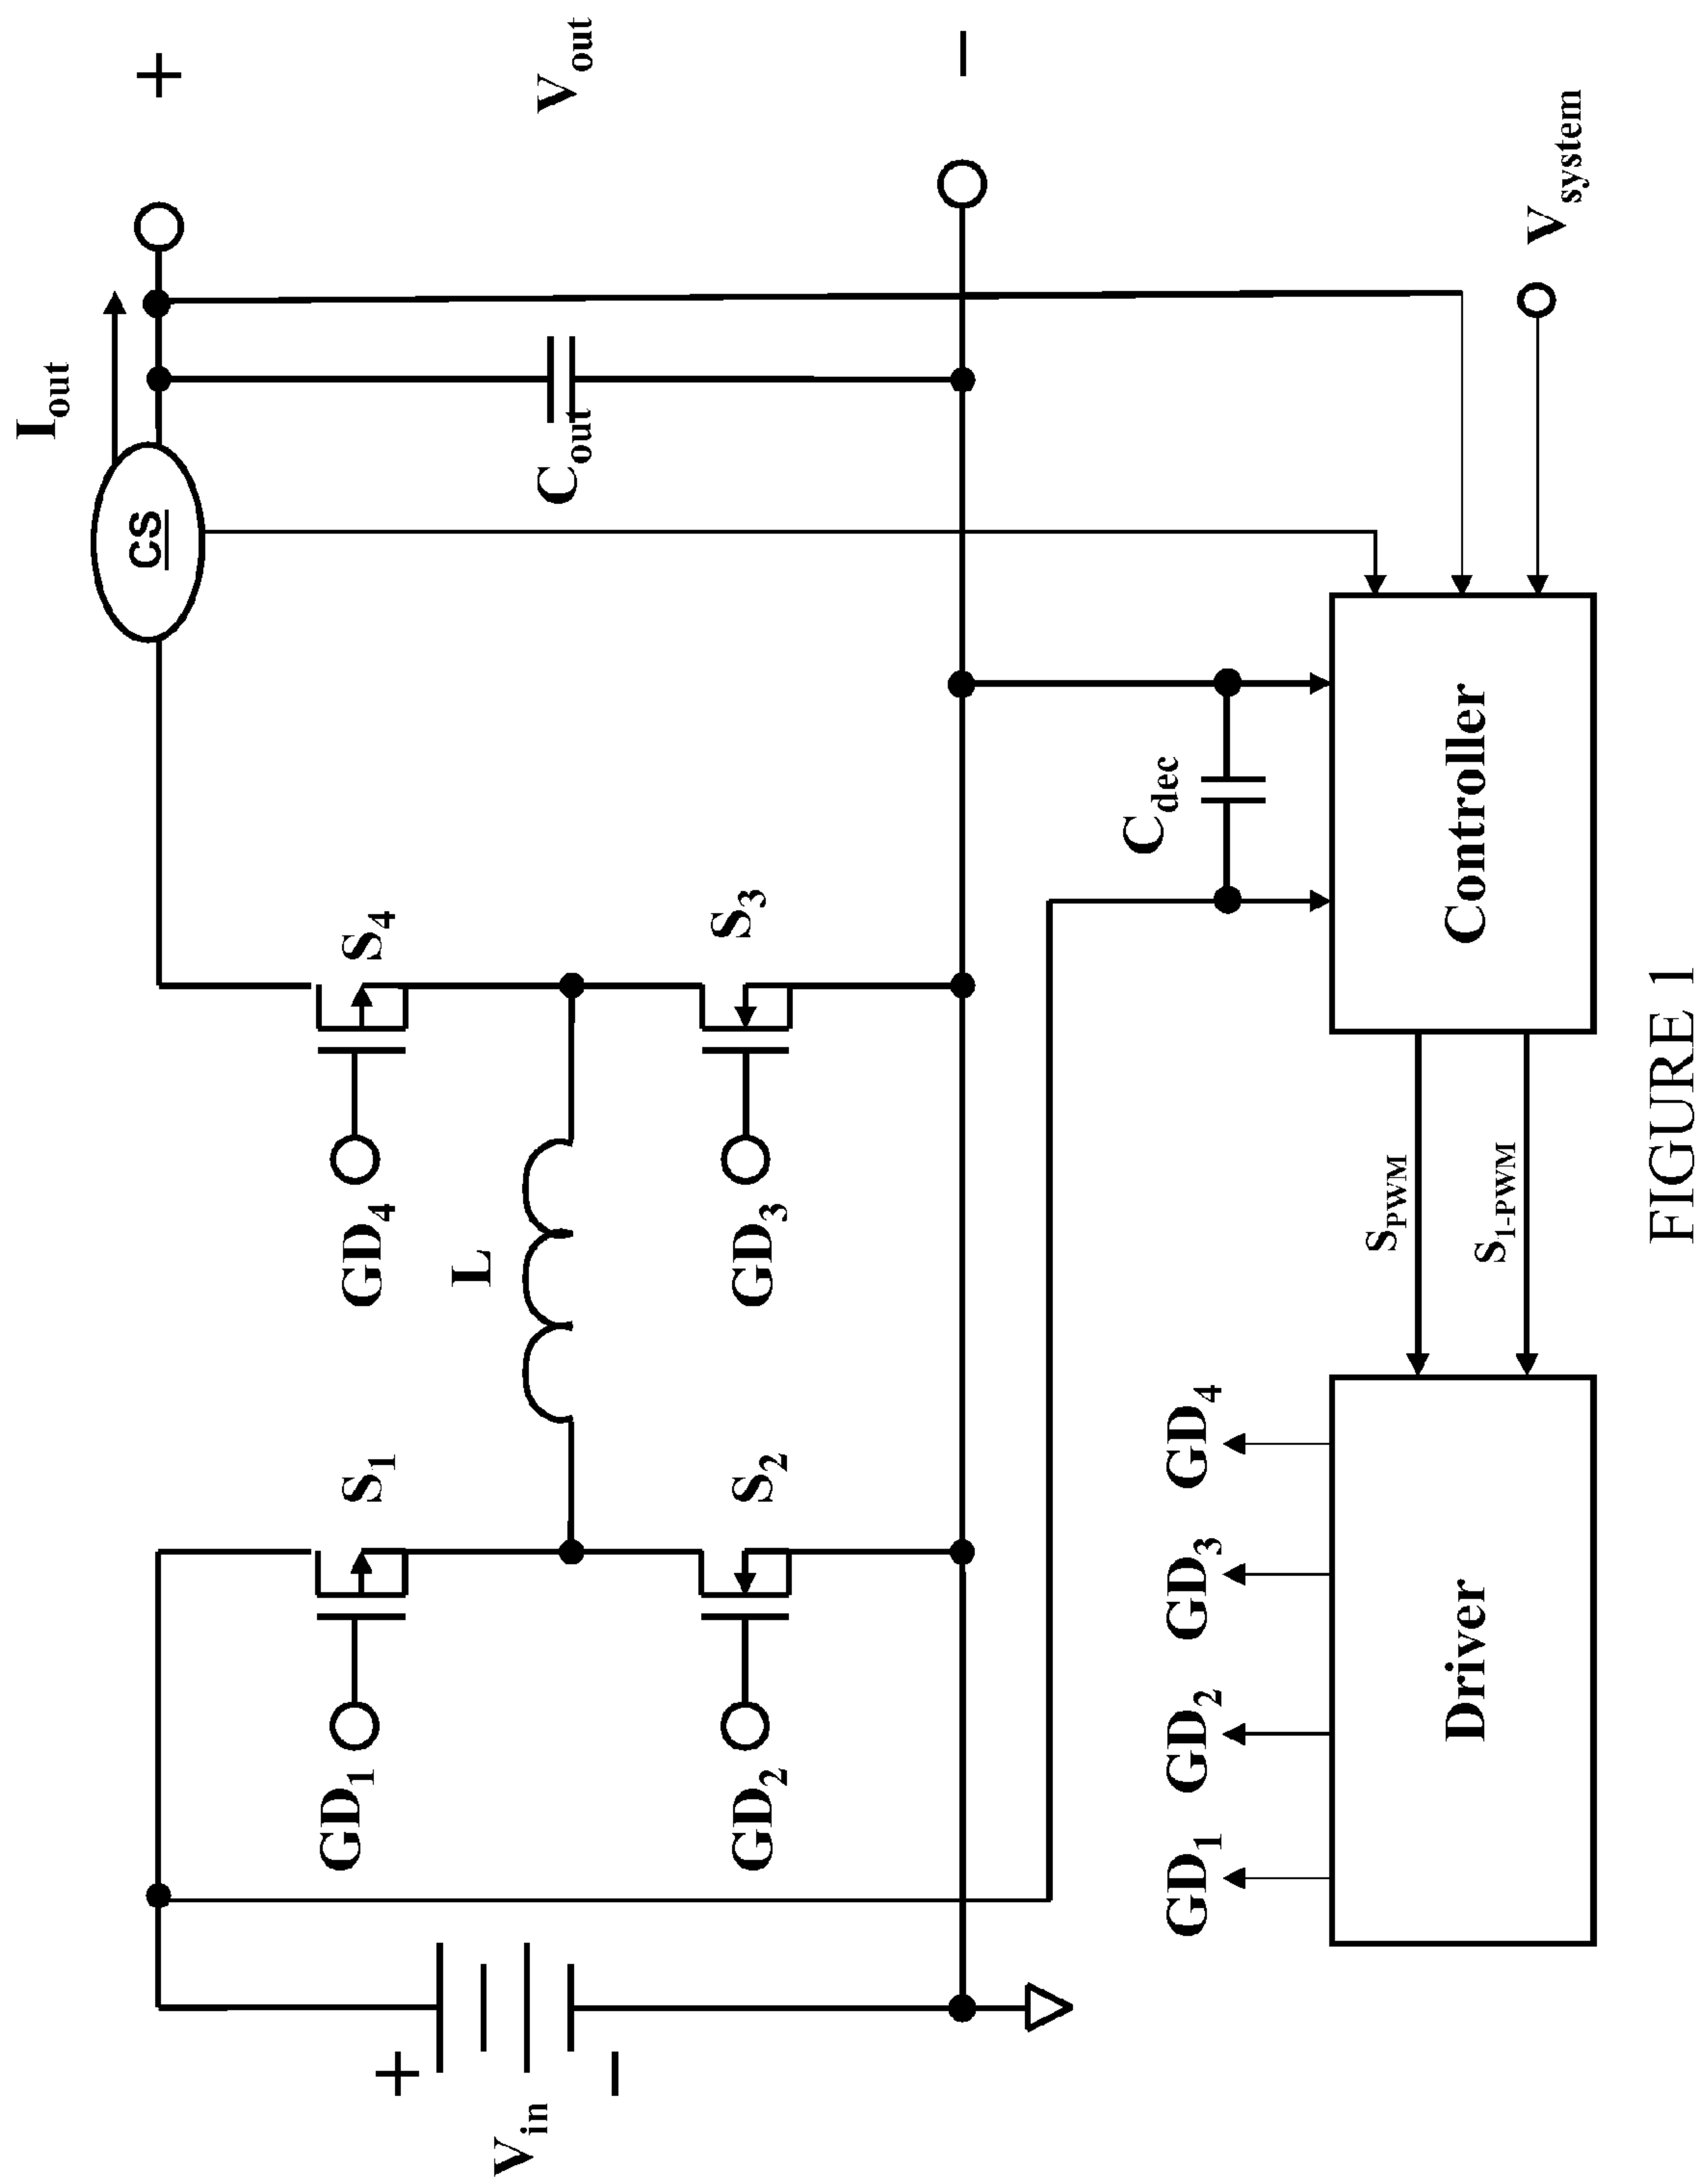 I_out
+
CS
V_out
−
C_out
S_1
S_4
GD_1
GD_4
L
V_in
+
−
S_2
S_3
GD_2
GD_3
C_dec
V_system
GD_1 GD_2 GD_3 GD_4
Driver
S_PWM
S_1-PWM
Controller
FIGURE 1